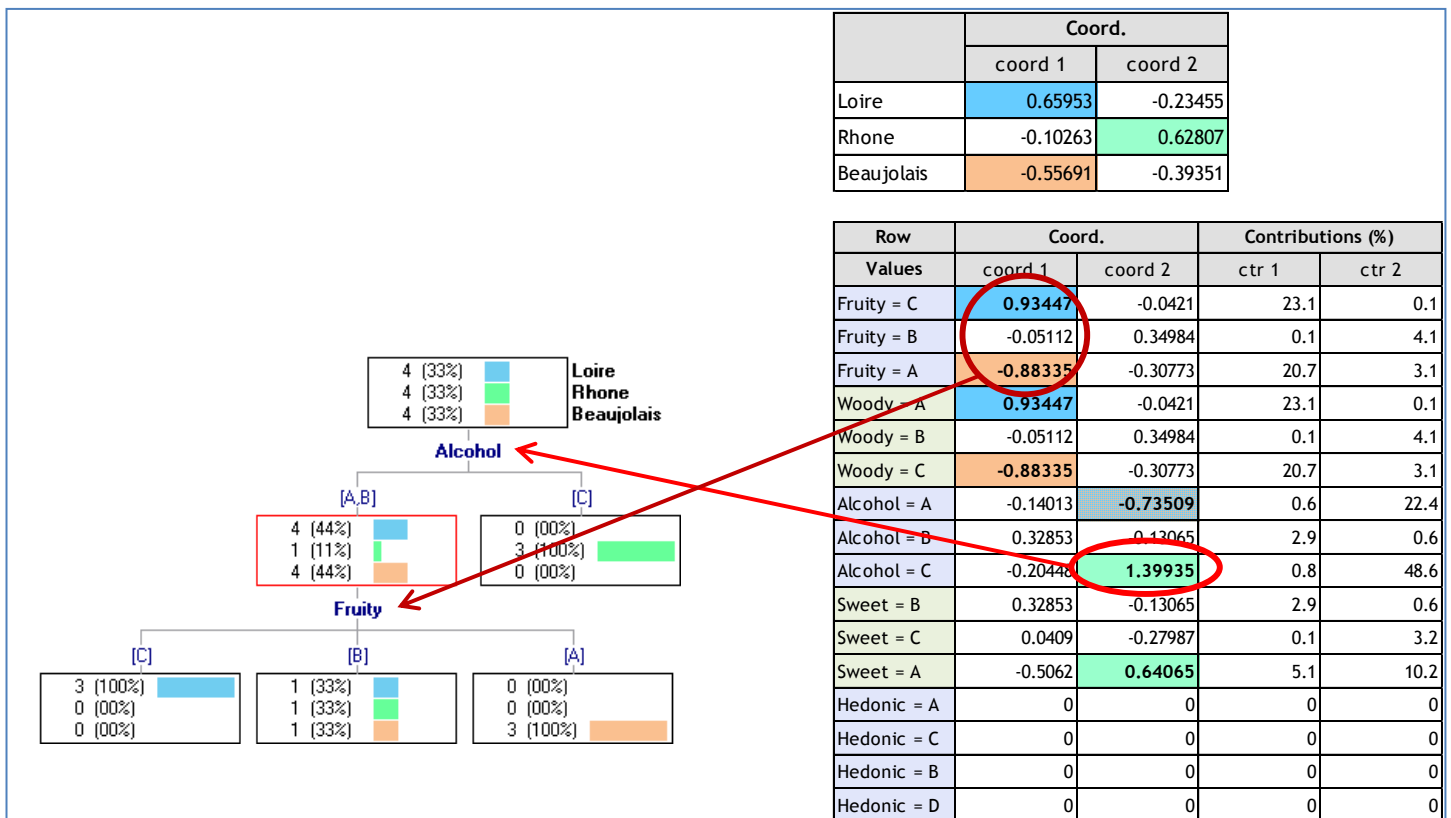 Coord.
coord 1 coord 2
Loire 0.65953 -0.23455
Rhone -0.10263 0.62807
Beaujolais -0.55691 -0.39351
Row Coord. Contributions (%)
Values coord 1 coord 2 ctr 1 ctr 2
Fruity = C 0.93447 -0.0421 23.1 0.1
Fruity = B -0.05112 0.34984 0.1 4.1
Fruity = A -0.88335 -0.30773 20.7 3.1
Woody = A 0.93447 -0.0421 23.1 0.1
Woody = B -0.05112 0.34984 0.1 4.1
Woody = C -0.88335 -0.30773 20.7 3.1
Alcohol = A -0.14013 -0.73509 0.6 22.4
Alcohol = B 0.32853 -0.13065 2.9 0.6
Alcohol = C -0.20448 1.39935 0.8 48.6
Sweet = B 0.32853 -0.13065 2.9 0.6
Sweet = C 0.0409 -0.27987 0.1 3.2
Sweet = A -0.5062 0.64065 5.1 10.2
Hedonic = A 0 0 0 0
Hedonic = C 0 0 0 0
Hedonic = B 0 0 0 0
Hedonic = D 0 0 0 0
4 (33%) Loire
4 (33%) Rhone
4 (33%) Beaujolais
Alcohol
[A,B] [C]
4 (44%) 0 (00%)
1 (11%) 3 (100%)
4 (44%) 0 (00%)
Fruity
[C] [B] [A]
3 (100%) 1 (33%) 0 (00%)
0 (00%) 1 (33%) 0 (00%)
0 (00%) 1 (33%) 3 (100%)